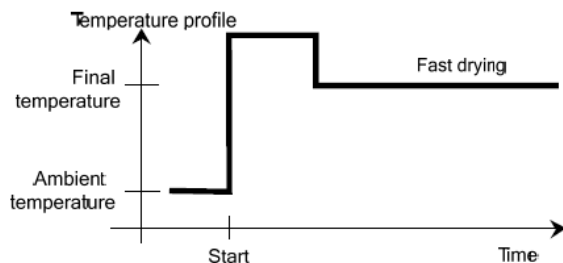 Temperature profile
Fast drying
Final
temperature
Ambient
temperature
Start
Time